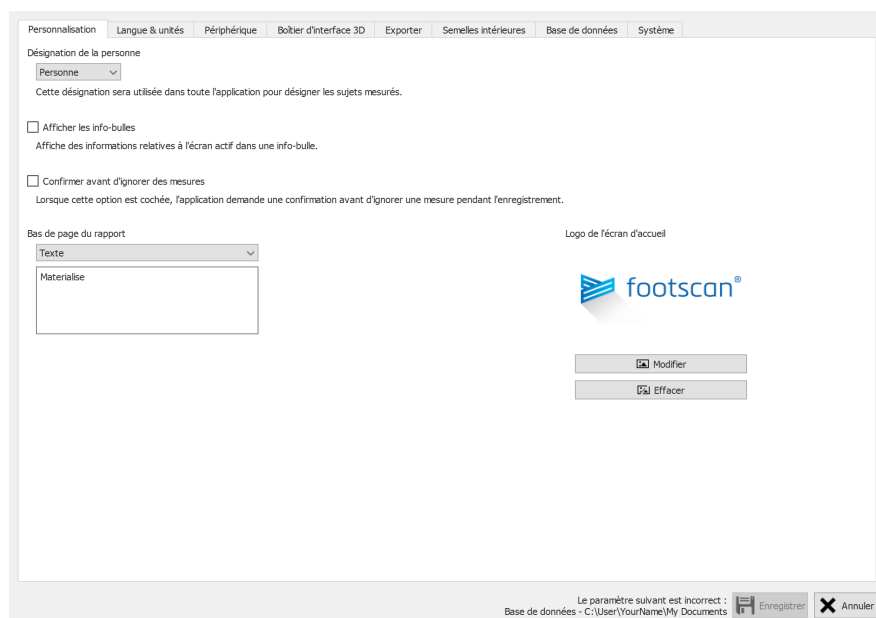 Personnalisation Langue & unités Périphérique Boîtier d'interface 3D Exporter Semelles intérieures Base de données Système
Désignation de la personne
Personne
Cette désignation sera utilisée dans toute l'application pour désigner les sujets mesurés.
Afficher les info-bulles
Affiche des informations relatives à l'écran actif dans une info-bulle.
Confirmer avant d'ignorer des mesures
Lorsque cette option est cochée, l'application demande une confirmation avant d'ignorer une mesure pendant l'enregistrement.
Bas de page du rapport
Texte
Materialise
Logo de l'écran d'accueil
footscan®
Modifier
Effacer
Le paramètre suivant est incorrect :
Base de données - C:\User\YourName\My Documents
Enregistrer
Annuler